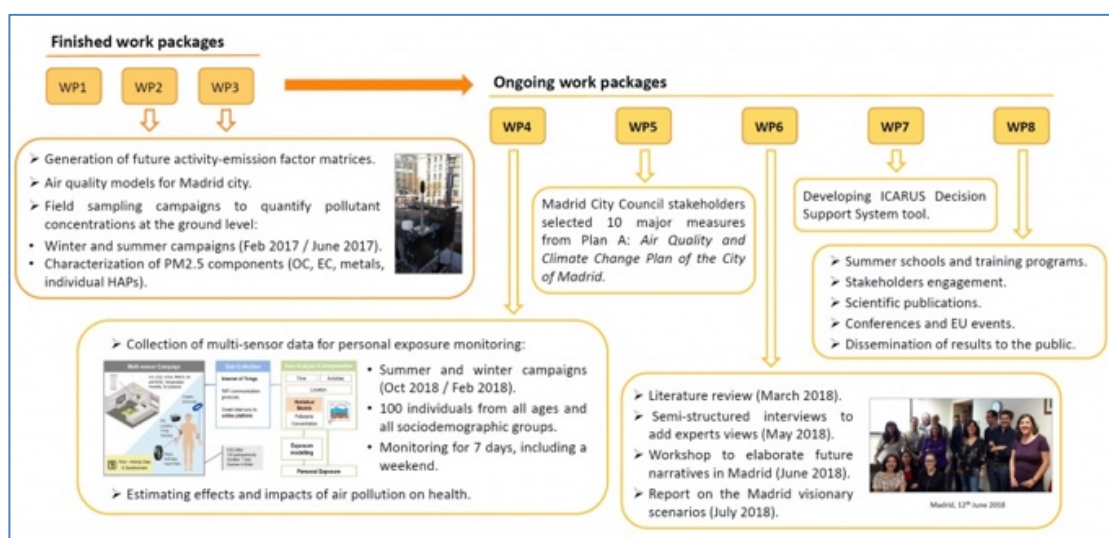 Finished work packages
WP1
WP2
WP3
➢ Generation of future activity-emission factor matrices.
➢ Air quality models for Madrid city.
➢ Field sampling campaigns to quantify pollutant
concentrations at the ground level:
• Winter and summer campaigns (Feb 2017 / June 2017).
• Characterization of PM2.5 components (OC, EC, metals,
individual HAPs).
Ongoing work packages
WP4
WP5
WP6
WP7
WP8
Madrid City Council stakeholders
selected 10 major measures
from Plan A: Air Quality and
Climate Change Plan of the City
of Madrid.
Developing ICARUS Decision
Support System tool.
➢ Summer schools and training programs.
➢ Stakeholders engagement.
➢ Scientific publications.
➢ Conferences and EU events.
➢ Dissemination of results to the public.
➢ Collection of multi-sensor data for personal exposure monitoring:
Multi-sensor Campaign
Data Collection
Internet of Things
Data Analysis & Interpretation
Time
Activities
Location
Statistical
Models
Concentration
Exposure
modelling
Personal Exposure
• Summer and winter campaigns
(Oct 2018 / Feb 2018).
• 100 individuals from all ages and
all sociodemographic groups.
• Monitoring for 7 days, including a
weekend.
➢ Estimating effects and impacts of air pollution on health.
➢ Literature review (March 2018).
➢ Semi-structured interviews to
add experts views (May 2018).
➢ Workshop to elaborate future
narratives in Madrid (June 2018).
➢ Report on the Madrid visionary
scenarios (July 2018).
Madrid, 12th June 2018